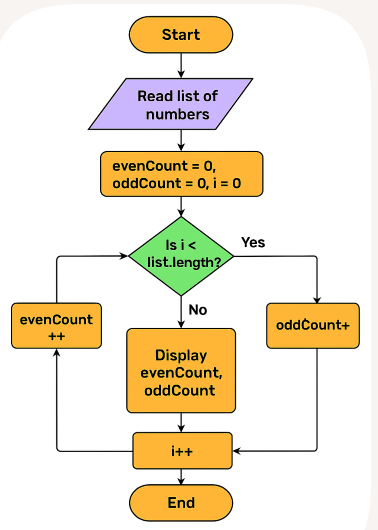 Start
Read list of
numbers
evenCount = 0,
oddCount = 0, i = 0
Is i <
list.length?
Yes
No
evenCount
++
Display
evenCount,
oddCount
oddCount+
i++
End